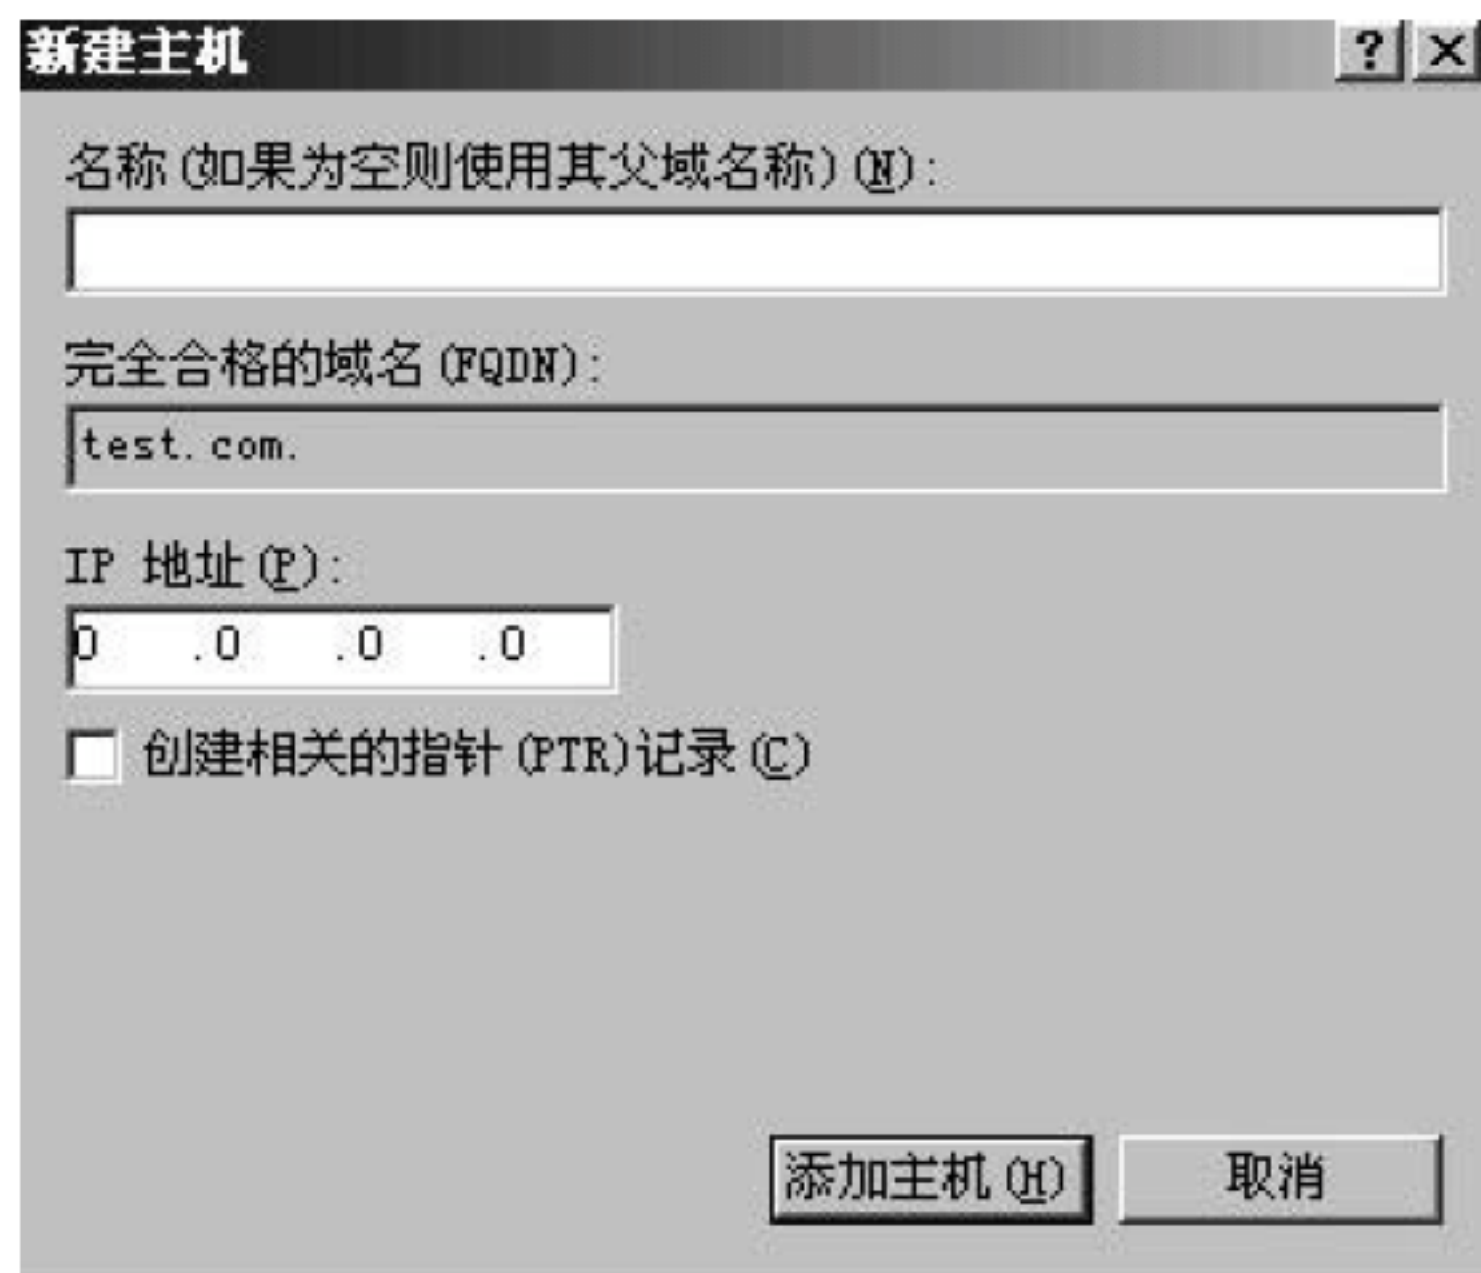 新建主机
名称(如果为空则使用其父域名称)(N):
完全合格的域名(FQDN):
test.com.
IP 地址(P):
0 .0 .0 .0
创建相关的指针(PTR)记录(C)
添加主机(H) 取消